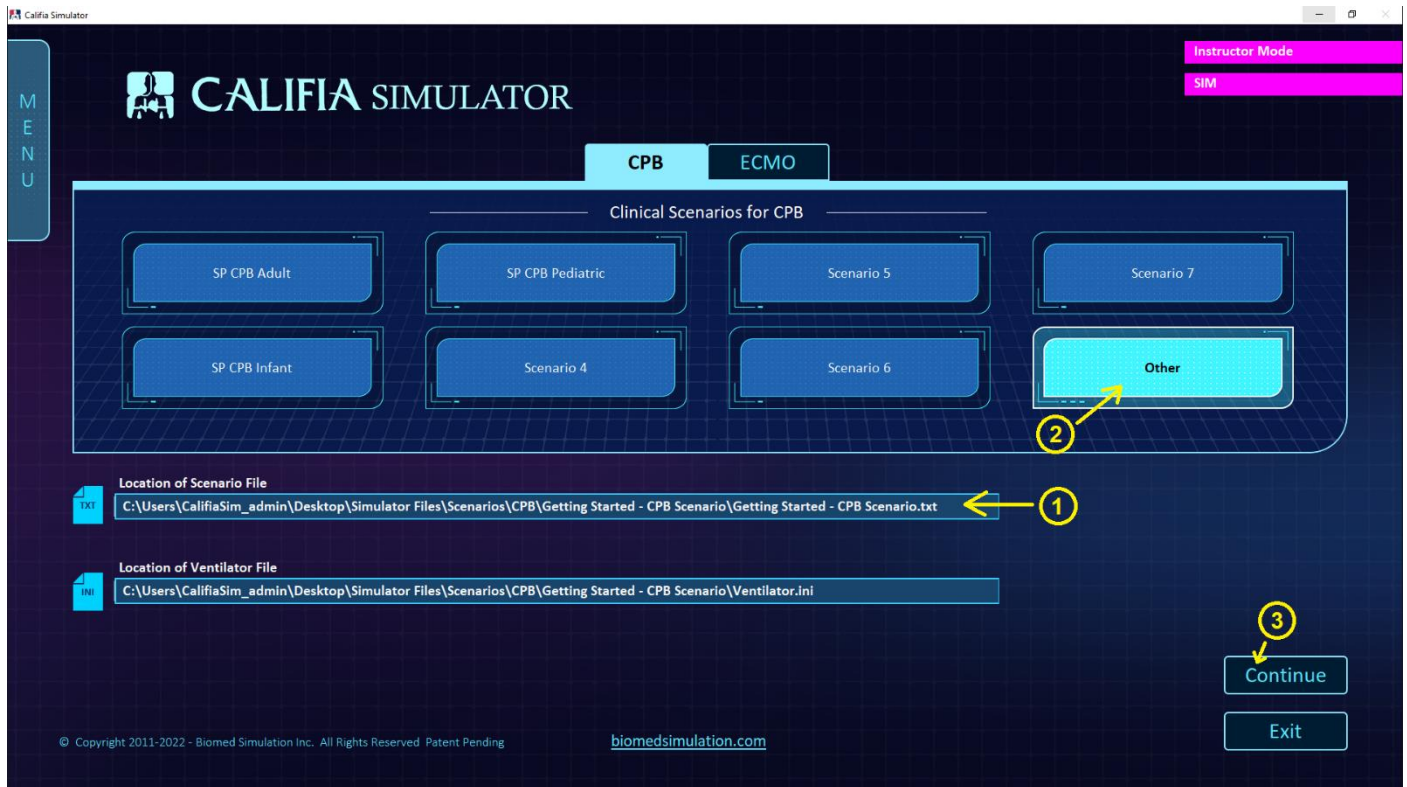 Califia Simulator
M
E
N
U
CALIFIA SIMULATOR
Instructor Mode
SIM
CPB
ECMO
Clinical Scenarios for CPB
SP CPB Adult
SP CPB Pediatric
Scenario 5
Scenario 7
SP CPB Infant
Scenario 4
Scenario 6
Other
2
Location of Scenario File
TXT
C:\Users\CalifiaSim_admin\Desktop\Simulator Files\Scenarios\CPB\Getting Started - CPB Scenario\Getting Started - CPB Scenario.txt
1
Location of Ventilator File
INI
C:\Users\CalifiaSim_admin\Desktop\Simulator Files\Scenarios\CPB\Getting Started - CPB Scenario\Ventilator.ini
3
Continue
Exit
© Copyright 2011-2022 - Biomed Simulation Inc. All Rights Reserved Patent Pending
biomedsimulation.com